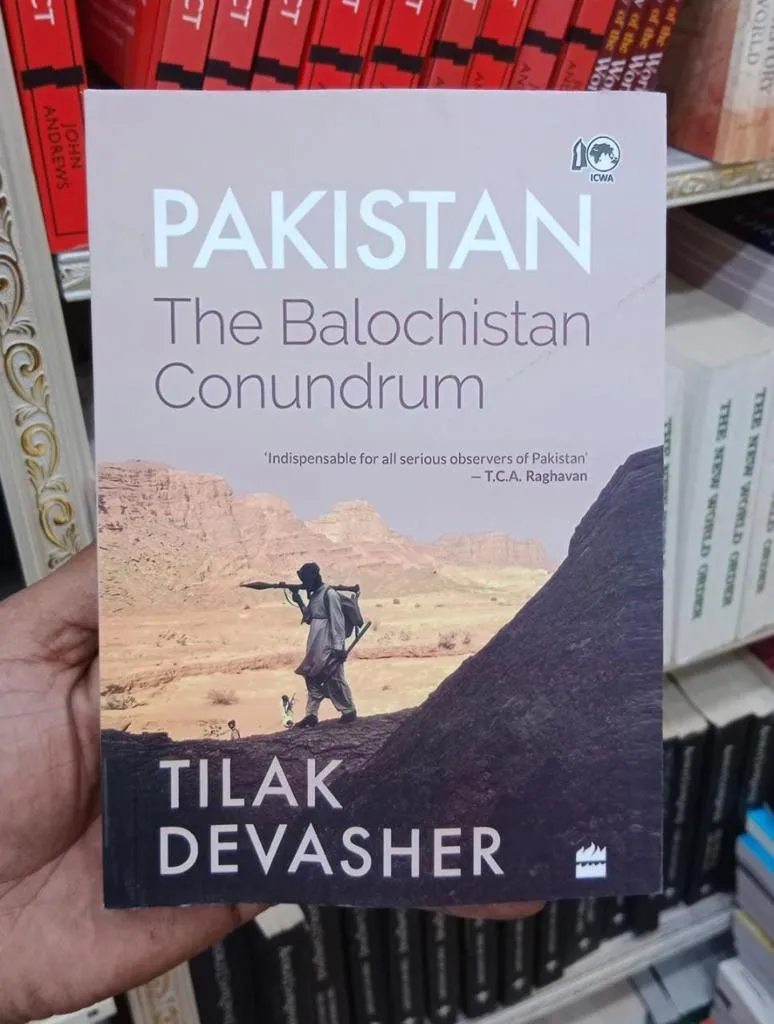 ICWA
PAKISTAN
The Balochistan
Conundrum
'Indispensable for all serious observers of Pakistan'
— T.C.A. Raghavan
TILAK
DEVASHER
JOHN
ANDREWS
THE NEW WORLD ORDER
THE NEW WORLD ORDER